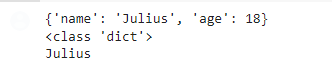 {'name': 'Julius', 'age': 18}
<class 'dict'>
Julius